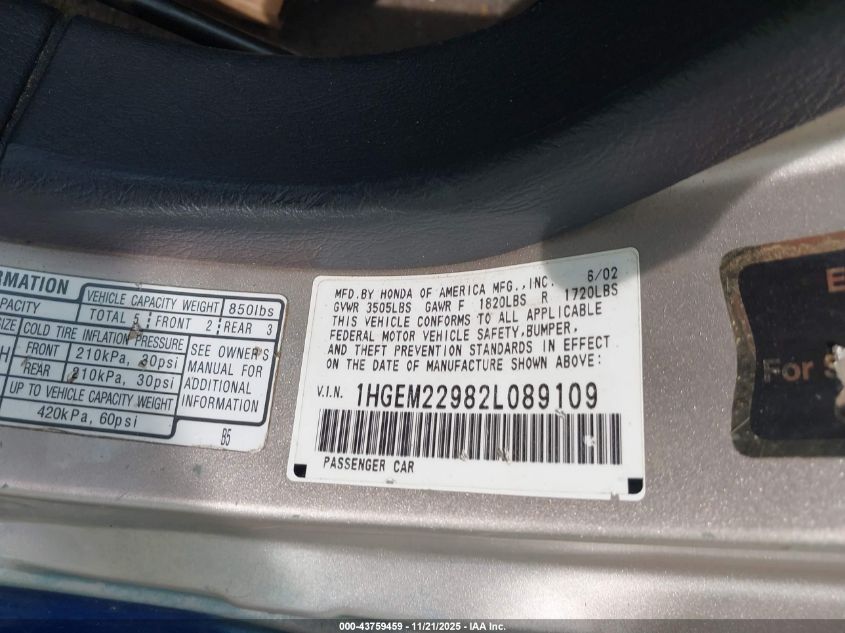 RMATION
VEHICLE CAPACITY WEIGHT 850lbs
CAPACITY TOTAL 5 FRONT 2 REAR 3
SIZE COLD TIRE INFLATION PRESSURE
H FRONT 210kPa, 30psi
REAR 210kPa, 30psi
UP TO VEHICLE CAPACITY WEIGHT
420kPa, 60psi
SEE OWNER'S
MANUAL FOR
ADDITIONAL
INFORMATION
B5
MFD.BY HONDA OF AMERICA MFG.,INC. 6/02
GVWR 3505LBS GAWR F 1820LBS R 1720LBS
THIS VEHICLE CONFORMS TO ALL APPLICABLE
FEDERAL MOTOR VEHICLE SAFETY,BUMPER,
AND THEFT PREVENTION STANDARDS IN EFFECT
ON THE DATE OF MANUFACTURE SHOWN ABOVE:
V.I.N. 1HGEM22982L089109
PASSENGER CAR
E
For S
000-43759459 - 11/21/2025 - IAA Inc.